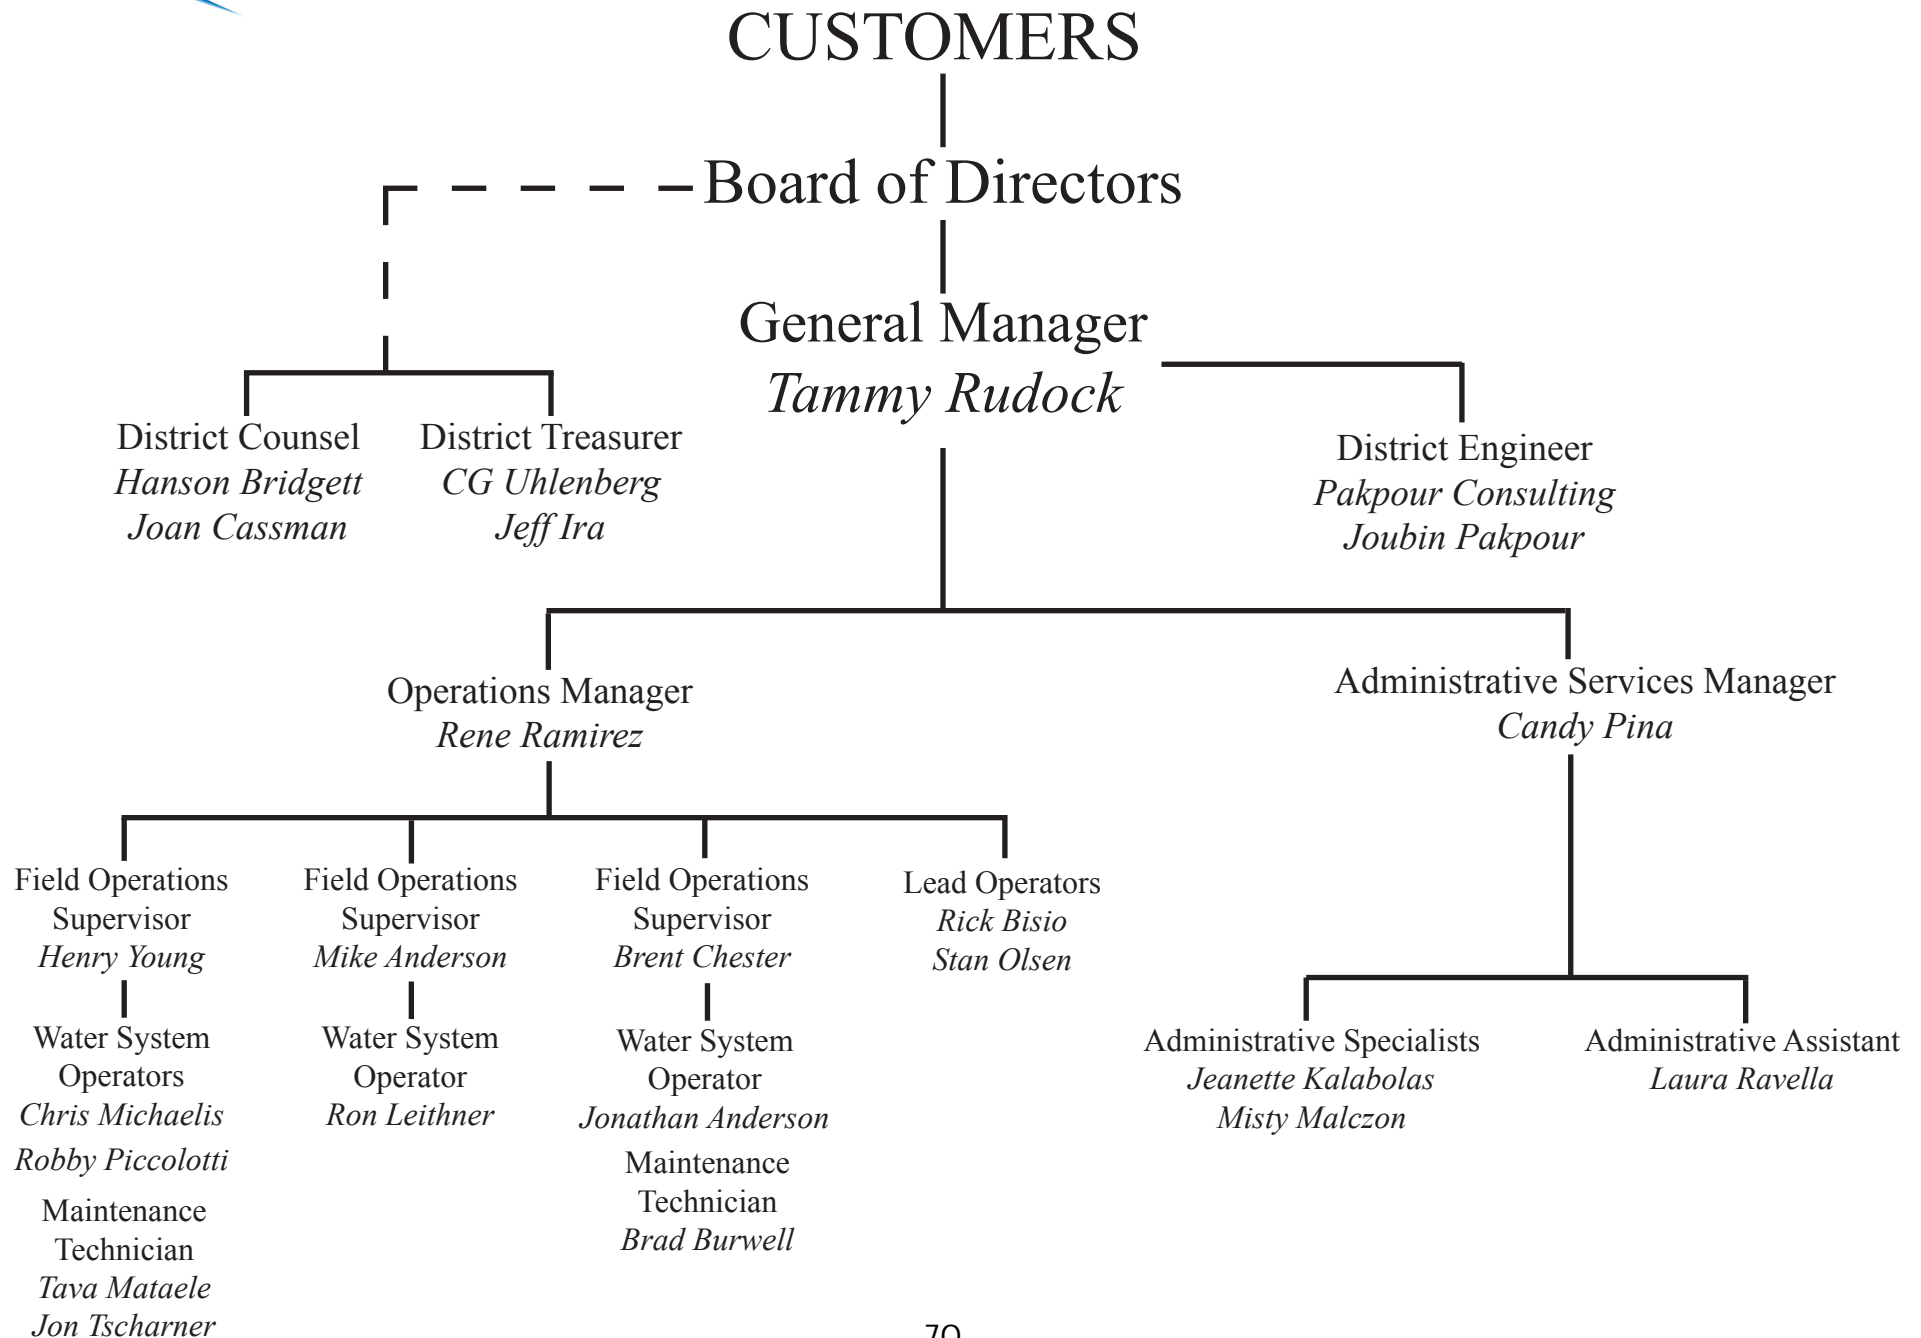 CUSTOMERS
Board of Directors
General Manager
Tammy Rudock
District Counsel
Hanson Bridgett
Joan Cassman
District Treasurer
CG Uhlenberg
Jeff Ira
District Engineer
Pakpour Consulting
Joubin Pakpour
Operations Manager
Rene Ramirez
Administrative Services Manager
Candy Pina
Field Operations
Supervisor
Henry Young
Water System
Operators
Chris Michaelis
Robby Piccolotti
Maintenance
Technician
Tava Mataele
Jon Tscharner
Field Operations
Supervisor
Mike Anderson
Water System
Operator
Ron Leithner
Field Operations
Supervisor
Brent Chester
Water System
Operator
Jonathan Anderson
Maintenance
Technician
Brad Burwell
Lead Operators
Rick Bisio
Stan Olsen
Administrative Specialists
Jeanette Kalabolas
Misty Malczon
Administrative Assistant
Laura Ravella
70